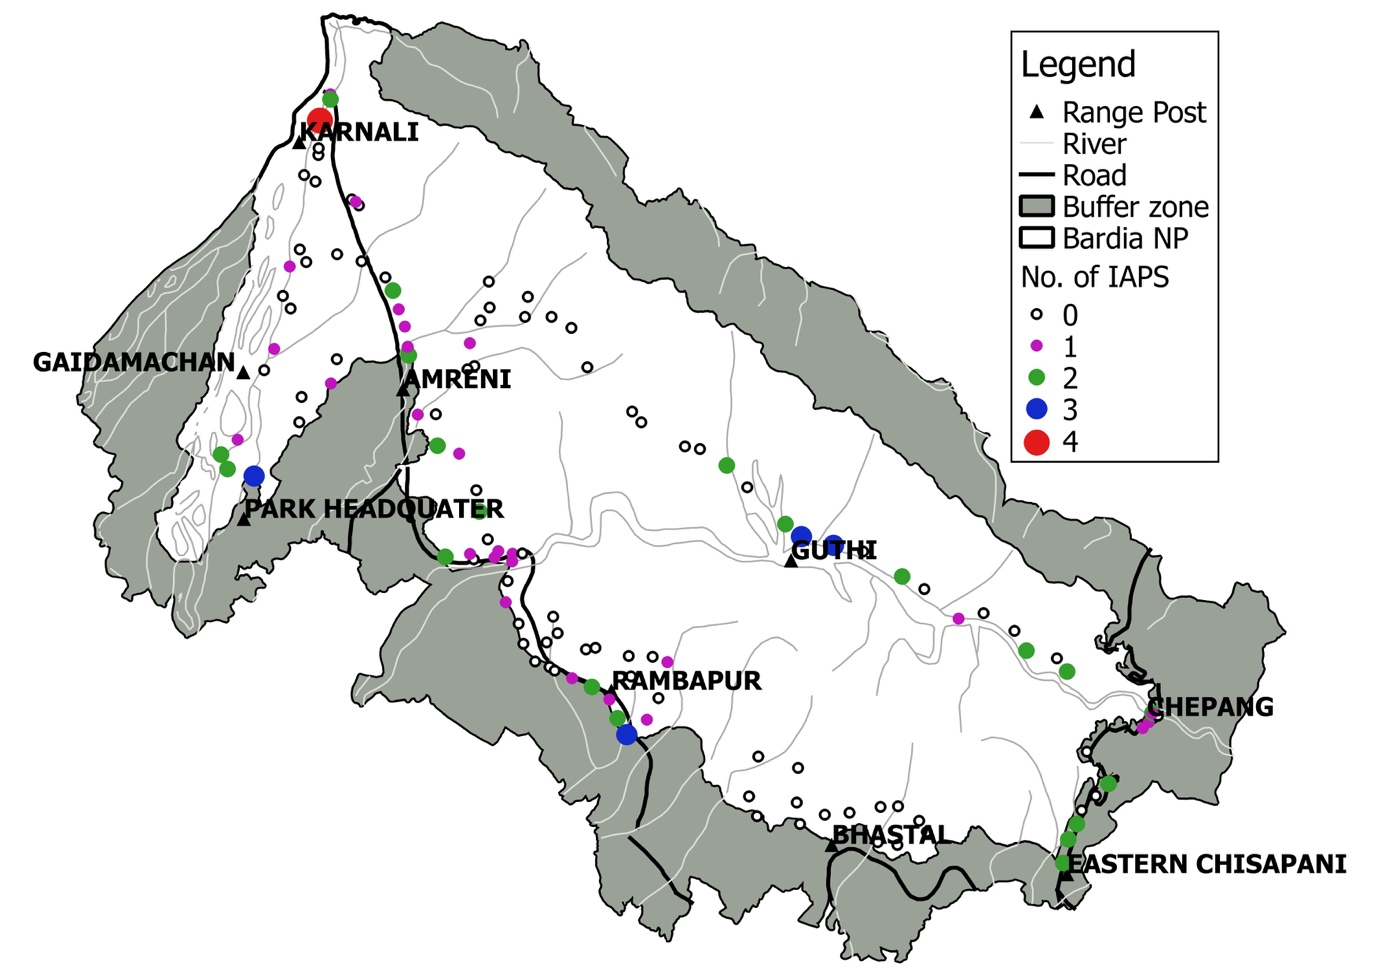 Legend
Range Post
River
Road
Buffer zone
Bardia NP
No. of IAPS
0
1
2
3
4
KARNALI
GAIDAMACHAN
AMRENI
PARK HEADQUATER
GUTHI
RAMBAPUR
CHEPANG
BHASTAL
EASTERN CHISAPANI